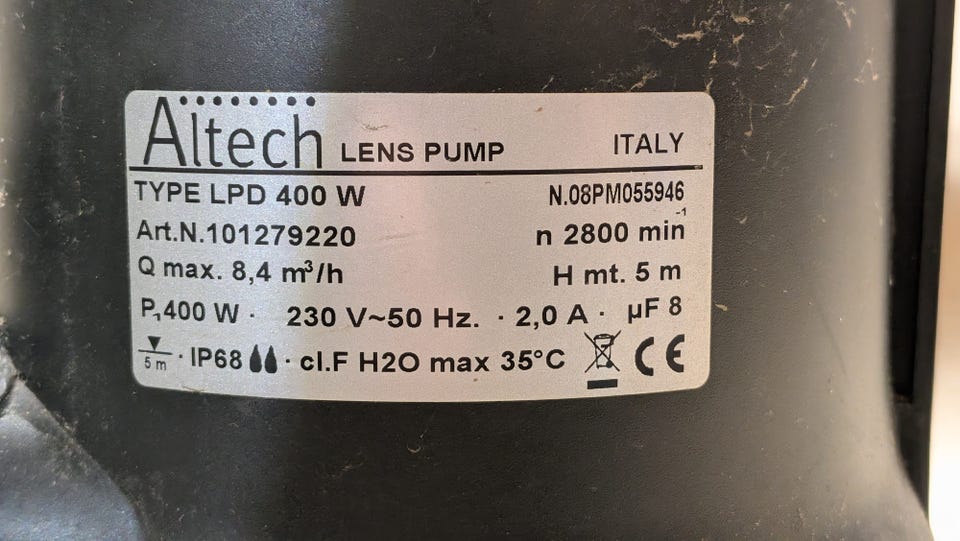 Altech LENS PUMP ITALY
TYPE LPD 400 W N.08PM055946
Art.N.101279220 n 2800 min⁻¹
Q max. 8,4 m³/h H mt. 5 m
P₁400 W · 230 V~50 Hz. · 2,0 A · µF 8
5 m · IP68 · cl.F H2O max 35°C CE